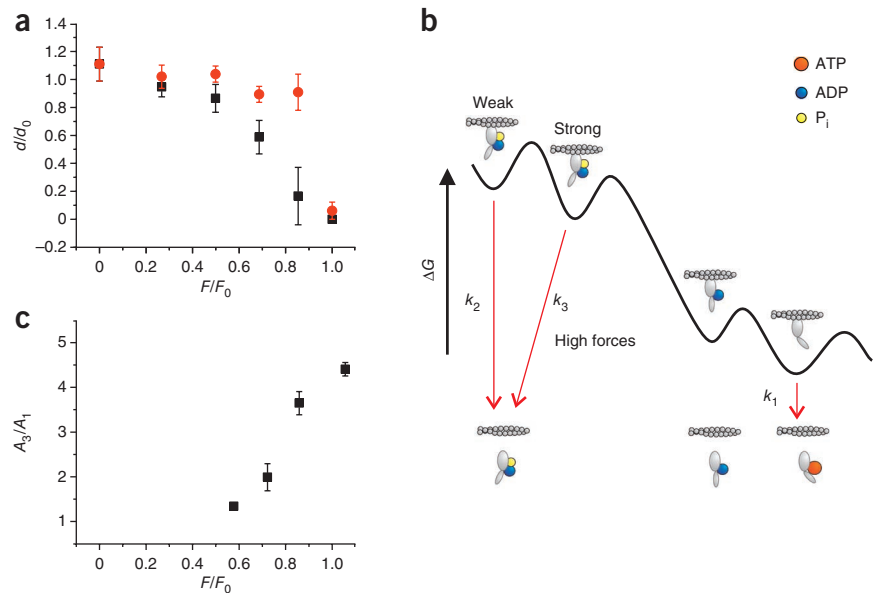 a
1.4
1.2
1.0
0.8
0.6
0.4
0.2
0
–0.2
d/d0
0 0.2 0.4 0.6 0.8 1.0
F/F0
b
ATP
ADP
Pi
Weak
Strong
ΔG
k2
k3
High forces
k1
c
5
4
3
2
1
A3/A1
0 0.2 0.4 0.6 0.8 1.0
F/F0